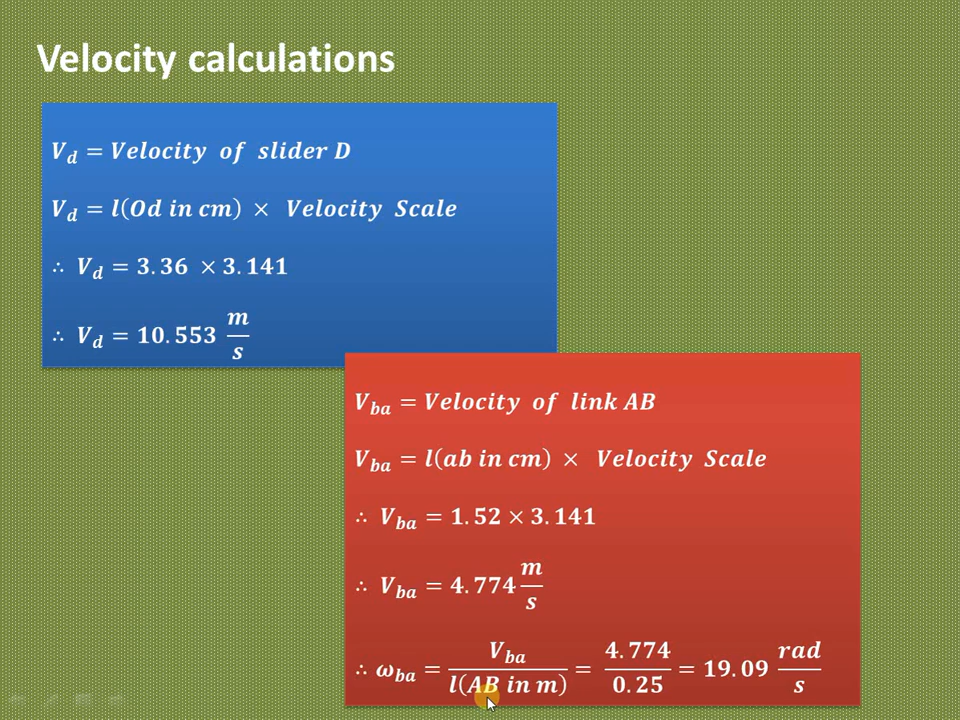 Velocity calculations
V_d = Velocity of slider D
V_d = l(Od in cm) × Velocity Scale
∴ V_d = 3.36 × 3.141
∴ V_d = 10.553 m/s
V_ba = Velocity of link AB
V_ba = l(ab in cm) × Velocity Scale
∴ V_ba = 1.52 × 3.141
∴ V_ba = 4.774 m/s
∴ ω_ba = V_ba / l(AB in m) = 4.774 / 0.25 = 19.09 rad/s